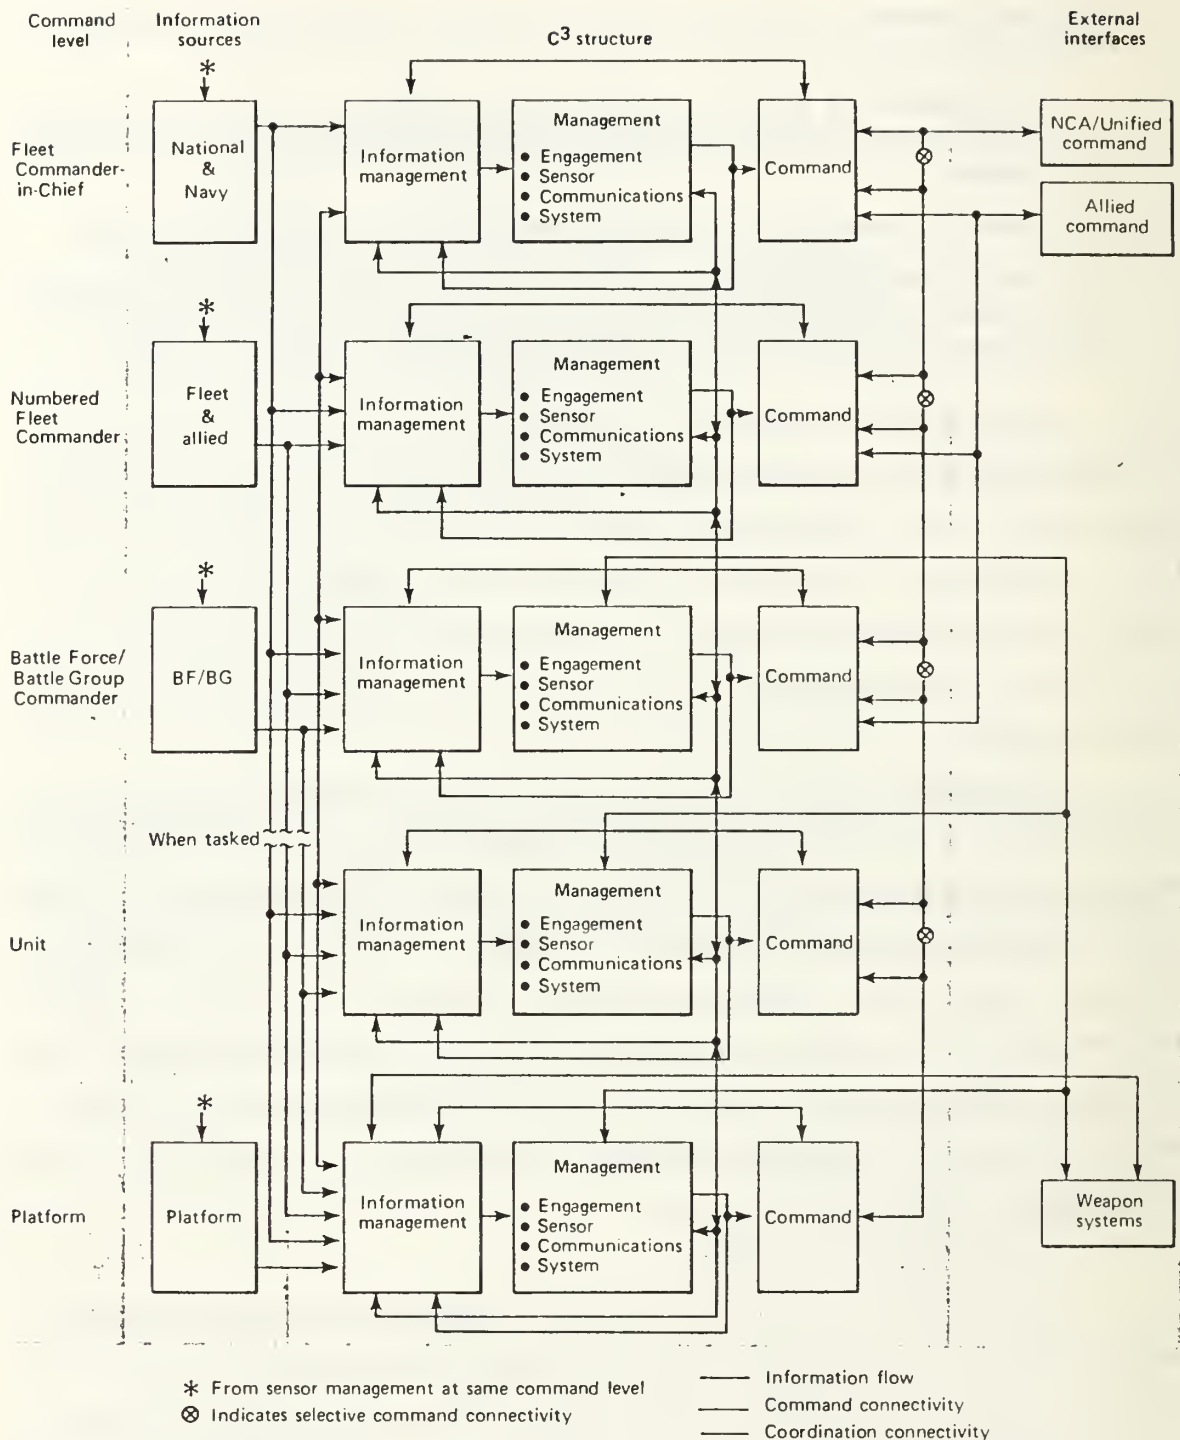 Command
level
Information
sources
C³ structure
External
interfaces
*
Fleet
Commander-
in-Chief
National
&
Navy
Information
management
Management
● Engagement
● Sensor
● Communications
● System
Command
NCA/Unified
command
Allied
command
*
Numbered
Fleet
Commander
Fleet
&
allied
Information
management
Management
● Engagement
● Sensor
● Communications
● System
Command
*
Battle Force/
Battle Group
Commander
BF/BG
Information
management
Management
● Engagement
● Sensor
● Communications
● System
Command
When tasked
Unit
Information
management
Management
● Engagement
● Sensor
● Communications
● System
Command
*
Platform
Platform
Information
management
Management
● Engagement
● Sensor
● Communications
● System
Command
Weapon
systems
* From sensor management at same command level
⊗ Indicates selective command connectivity
Information flow
Command connectivity
Coordination connectivity